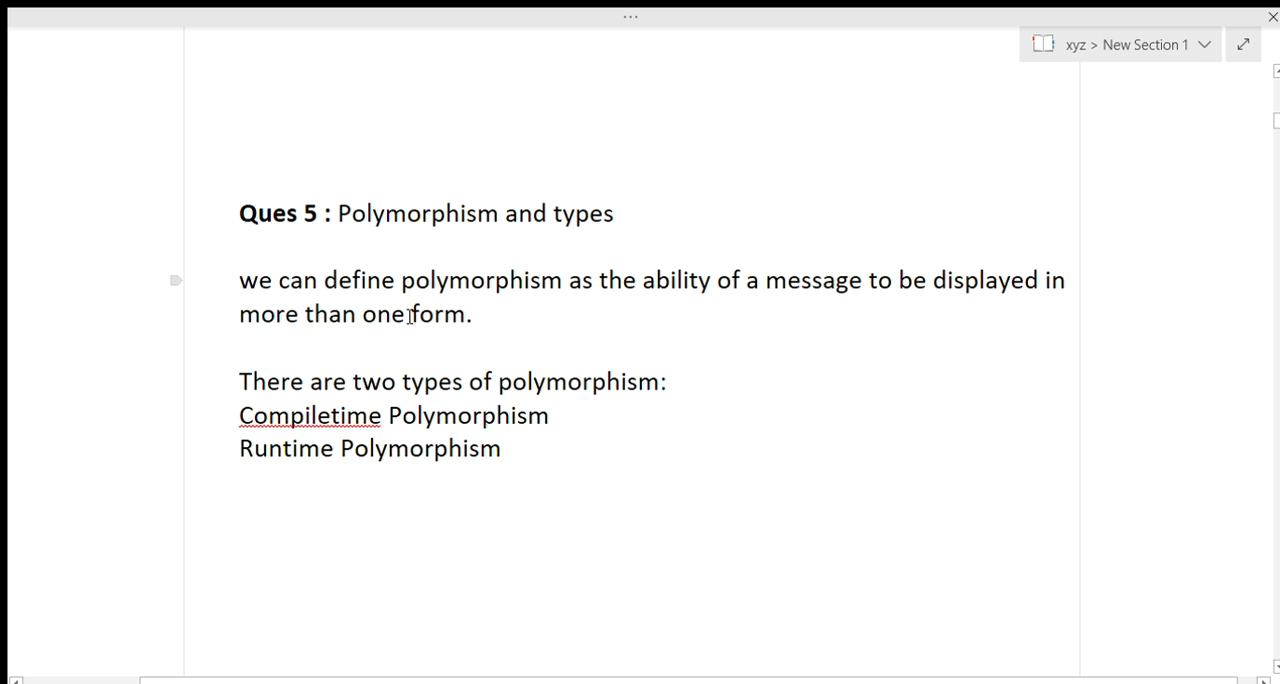 xyz > New Section 1
Ques 5 : Polymorphism and types
we can define polymorphism as the ability of a message to be displayed in
more than one form.
There are two types of polymorphism:
Compiletime Polymorphism
Runtime Polymorphism